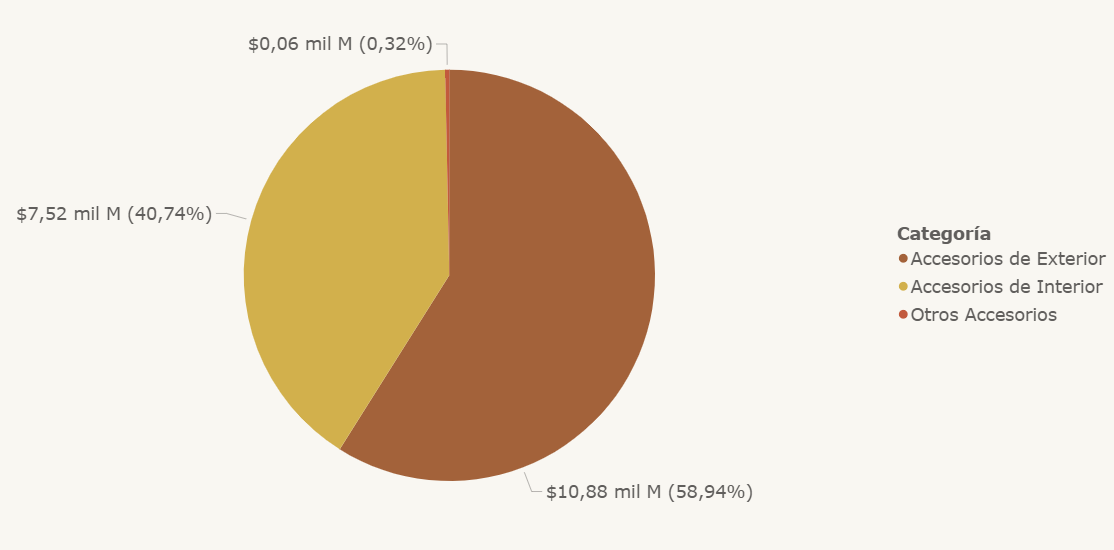 $0,06 mil M (0,32%)
$7,52 mil M (40,74%)
$10,88 mil M (58,94%)
Categoría
Accesorios de Exterior
Accesorios de Interior
Otros Accesorios